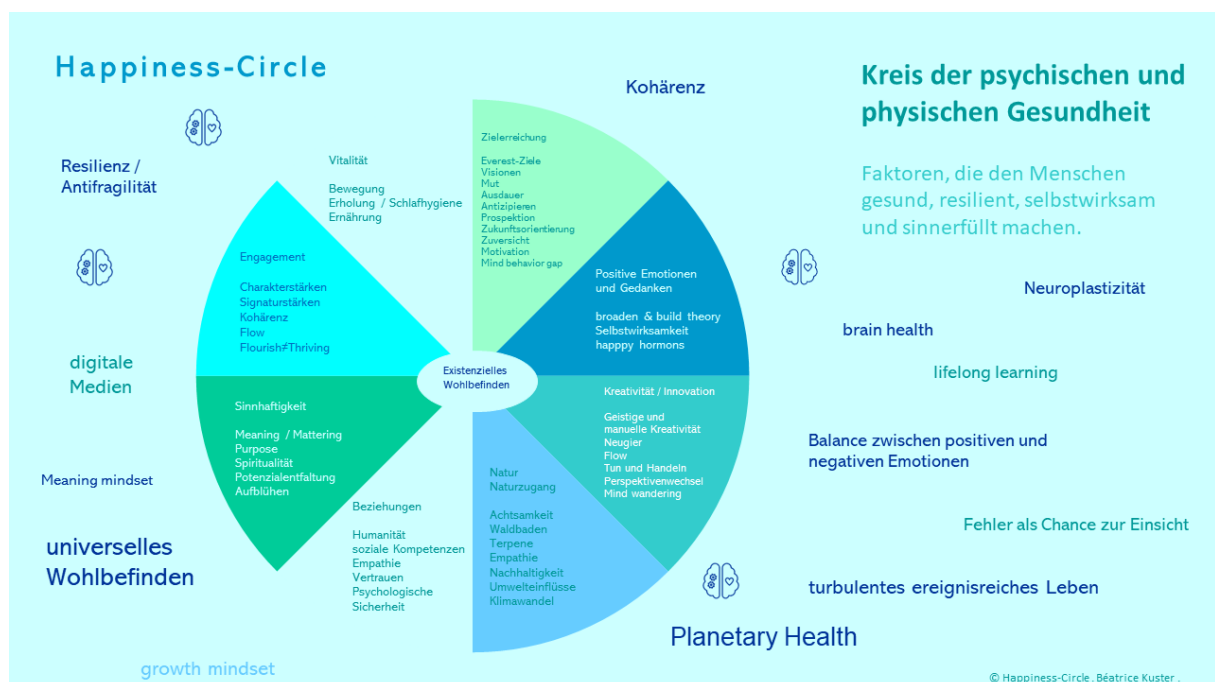 Happiness-Circle
Kreis der psychischen und
physischen Gesundheit
Faktoren, die den Menschen
gesund, resilient, selbstwirksam
und sinnerfüllt machen.
Kohärenz
Resilienz /
Antifragilität
digitale
Medien
Meaning mindset
universelles
Wohlbefinden
growth mindset
Vitalität
Bewegung
Erholung / Schlafhygiene
Ernährung
Zielerreichung
Everest-Ziele
Visionen
Mut
Ausdauer
Antizipieren
Prospektion
Zukunftsorientierung
Zuversicht
Motivation
Mind behavior gap
Positive Emotionen
und Gedanken
broaden & build theory
Selbstwirksamkeit
happpy hormons
Kreativität / Innovation
Geistige und
manuelle Kreativität
Neugier
Flow
Tun und Handeln
Perspektivenwechsel
Mind wandering
Natur
Naturzugang
Achtsamkeit
Waldbaden
Terpene
Empathie
Nachhaltigkeit
Umwelteinflüsse
Klimawandel
Beziehungen
Humanität
soziale Kompetenzen
Empathie
Vertrauen
Psychologische
Sicherheit
Sinnhaftigkeit
Meaning / Mattering
Purpose
Spiritualität
Potenzialentfaltung
Aufblühen
Engagement
Charakterstärken
Signaturstärken
Kohärenz
Flow
Flourish≠Thriving
Existenzielles
Wohlbefinden
Neuroplastizität
brain health
lifelong learning
Balance zwischen positiven und
negativen Emotionen
Fehler als Chance zur Einsicht
turbulentes ereignisreiches Leben
Planetary Health
© Happiness-Circle . Béatrice Kuster .